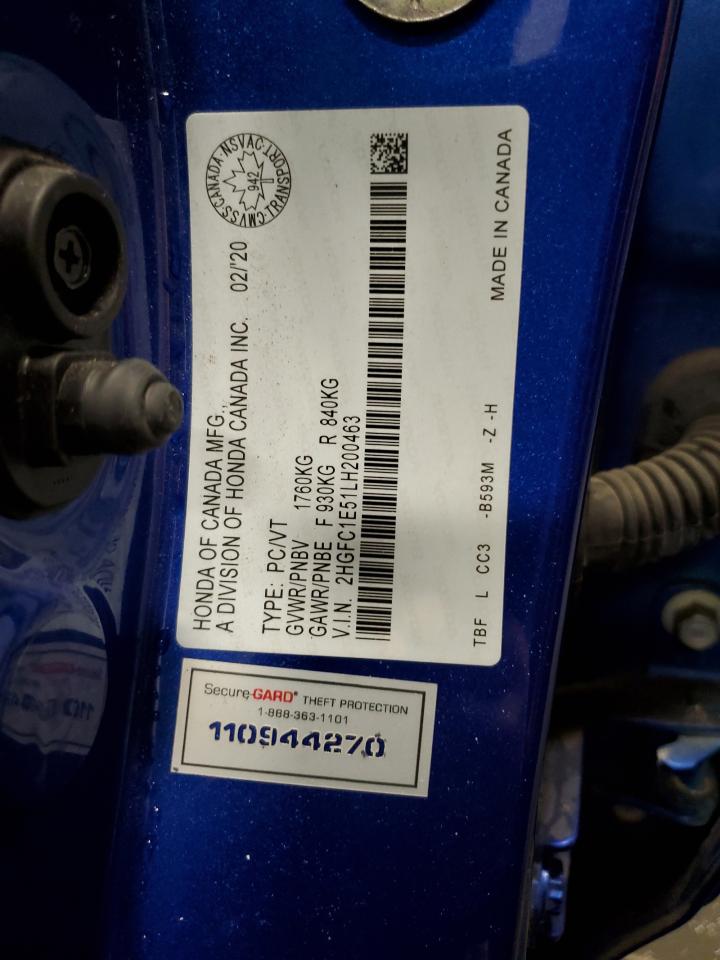 HONDA OF CANADA MFG.,
A DIVISION OF HONDA CANADA INC. 02/'20
TYPE: PC/VT
GVWR/PNBV 1760KG
GAWR/PNBE F 930KG R 840KG
V.I.N. 2HGFC1E51LH200463
TBF L CC3 -B593M -Z -H MADE IN CANADA
CANADA·NSVAC·TRANSPORT·CMVSS·
942
Secure-GARD® THEFT PROTECTION
1-888-363-1101
110944270